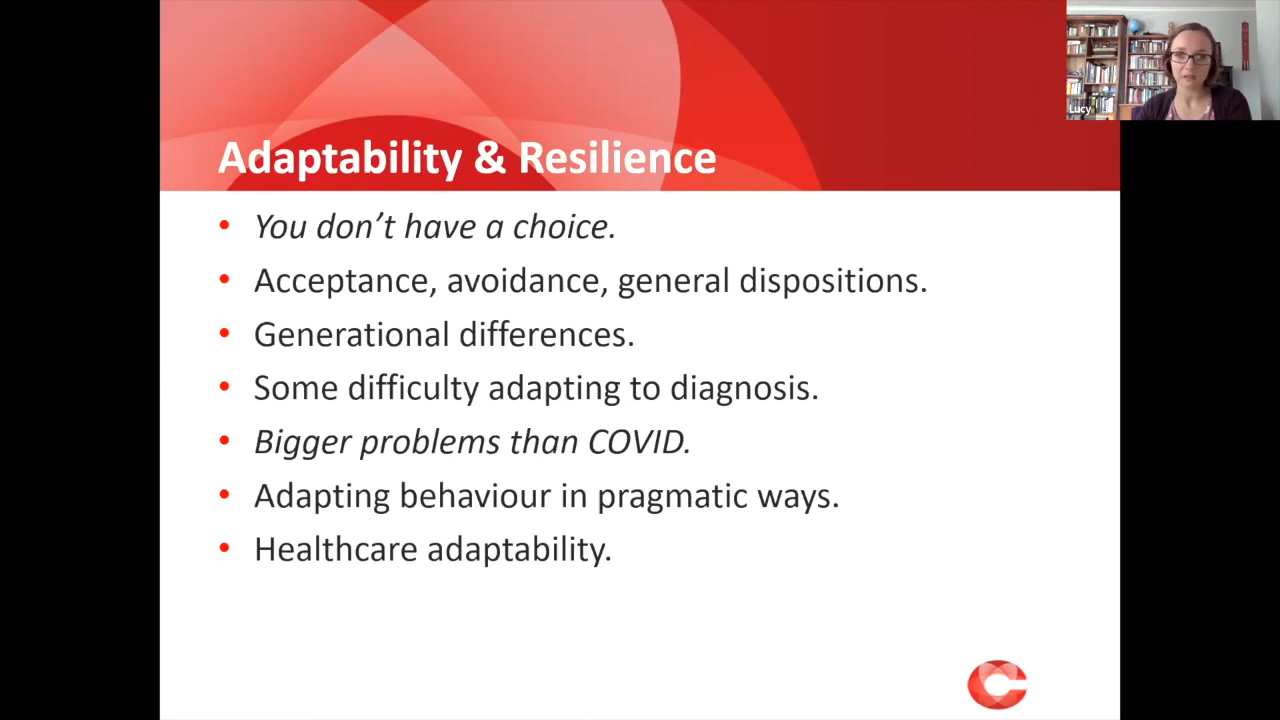 Lucy
Adaptability & Resilience
• You don’t have a choice.
• Acceptance, avoidance, general dispositions.
• Generational differences.
• Some difficulty adapting to diagnosis.
• Bigger problems than COVID.
• Adapting behaviour in pragmatic ways.
• Healthcare adaptability.